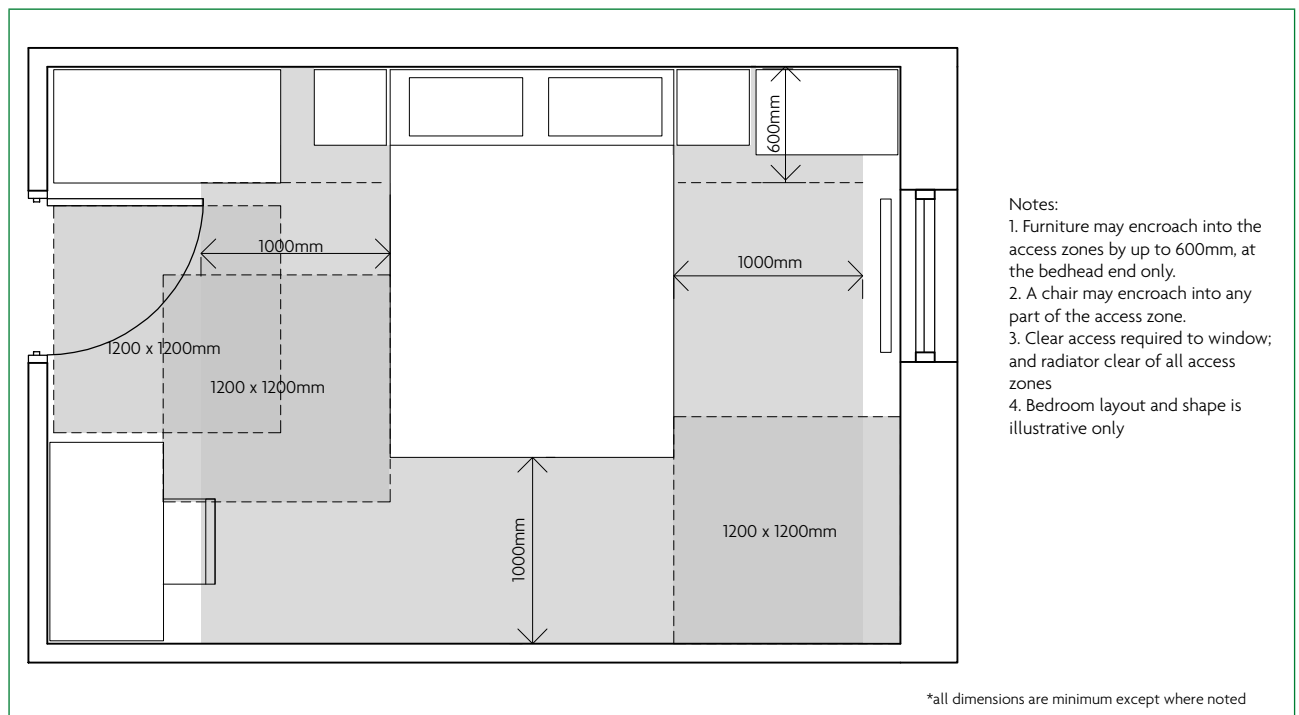 600mm
1000mm
1000mm
1200 x 1200mm
1200 x 1200mm
1000mm
1200 x 1200mm
Notes:
1. Furniture may encroach into the
access zones by up to 600mm, at
the bedhead end only.
2. A chair may encroach into any
part of the access zone.
3. Clear access required to window;
and radiator clear of all access
zones
4. Bedroom layout and shape is
illustrative only
*all dimensions are minimum except where noted